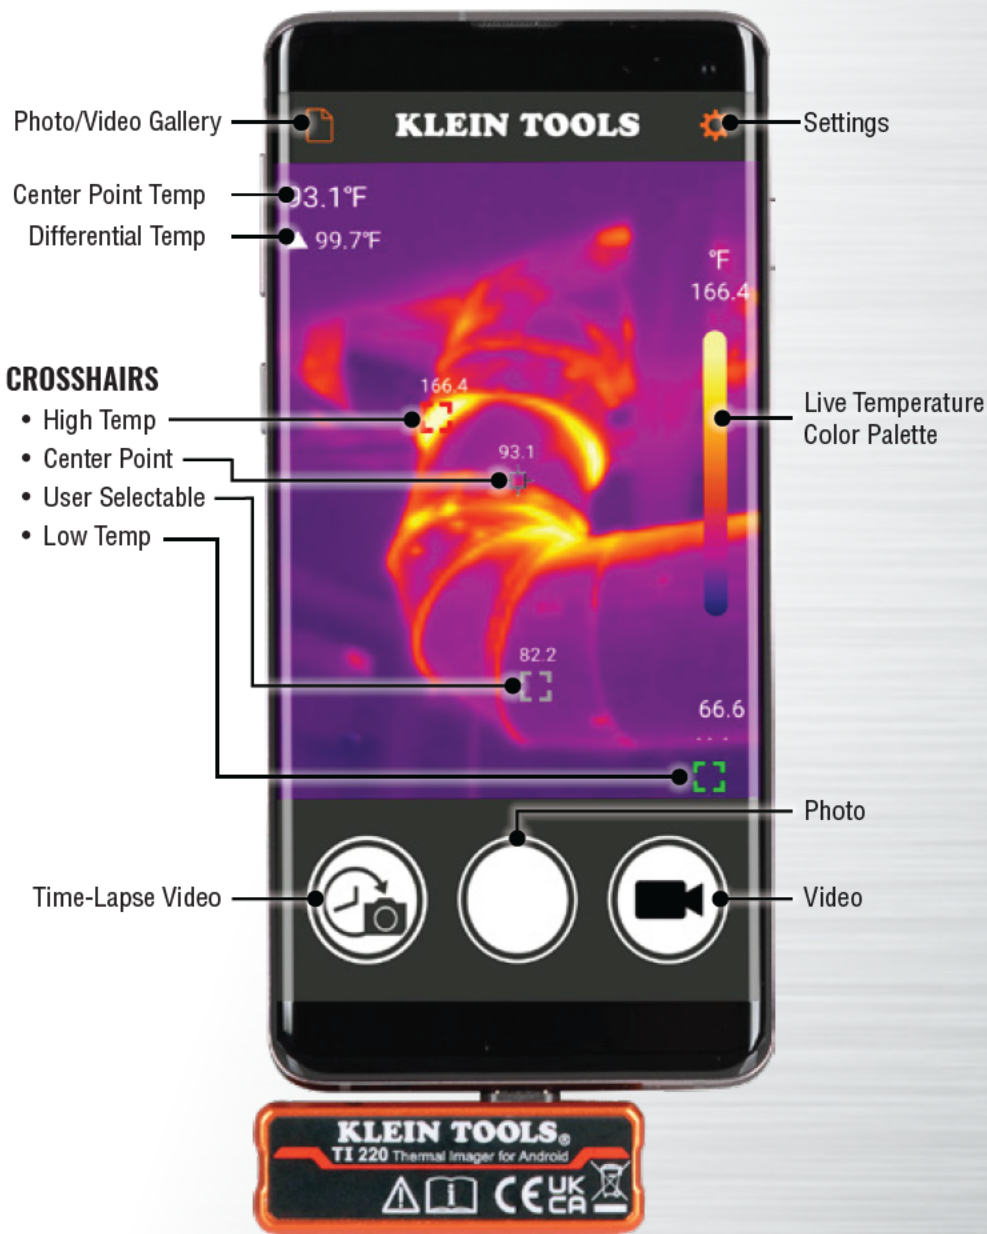 Photo/Video Gallery
KLEIN TOOLS
Settings
Center Point Temp
93.1°F
Differential Temp
99.7°F
°F
166.4
CROSSHAIRS
• High Temp
• Center Point
• User Selectable
• Low Temp
166.4
93.1
Live Temperature
Color Palette
82.2
66.6
Photo
Time-Lapse Video
Video
KLEIN TOOLS®
TI 220 Thermal Imager for Android
i
CE UK
CA